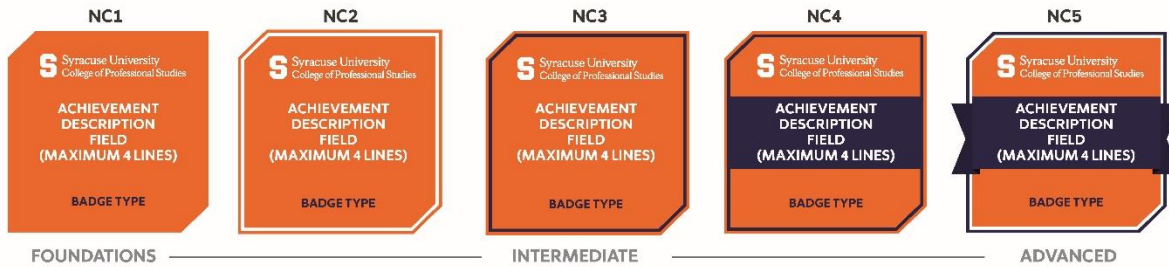 NC1 NC2 NC3 NC4 NC5
S Syracuse University
College of Professional Studies
ACHIEVEMENT
DESCRIPTION
FIELD
(MAXIMUM 4 LINES)
BADGE TYPE
S Syracuse University
College of Professional Studies
ACHIEVEMENT
DESCRIPTION
FIELD
(MAXIMUM 4 LINES)
BADGE TYPE
S Syracuse University
College of Professional Studies
ACHIEVEMENT
DESCRIPTION
FIELD
(MAXIMUM 4 LINES)
BADGE TYPE
S Syracuse University
College of Professional Studies
ACHIEVEMENT
DESCRIPTION
FIELD
(MAXIMUM 4 LINES)
BADGE TYPE
S Syracuse University
College of Professional Studies
ACHIEVEMENT
DESCRIPTION
FIELD
(MAXIMUM 4 LINES)
BADGE TYPE
FOUNDATIONS INTERMEDIATE ADVANCED